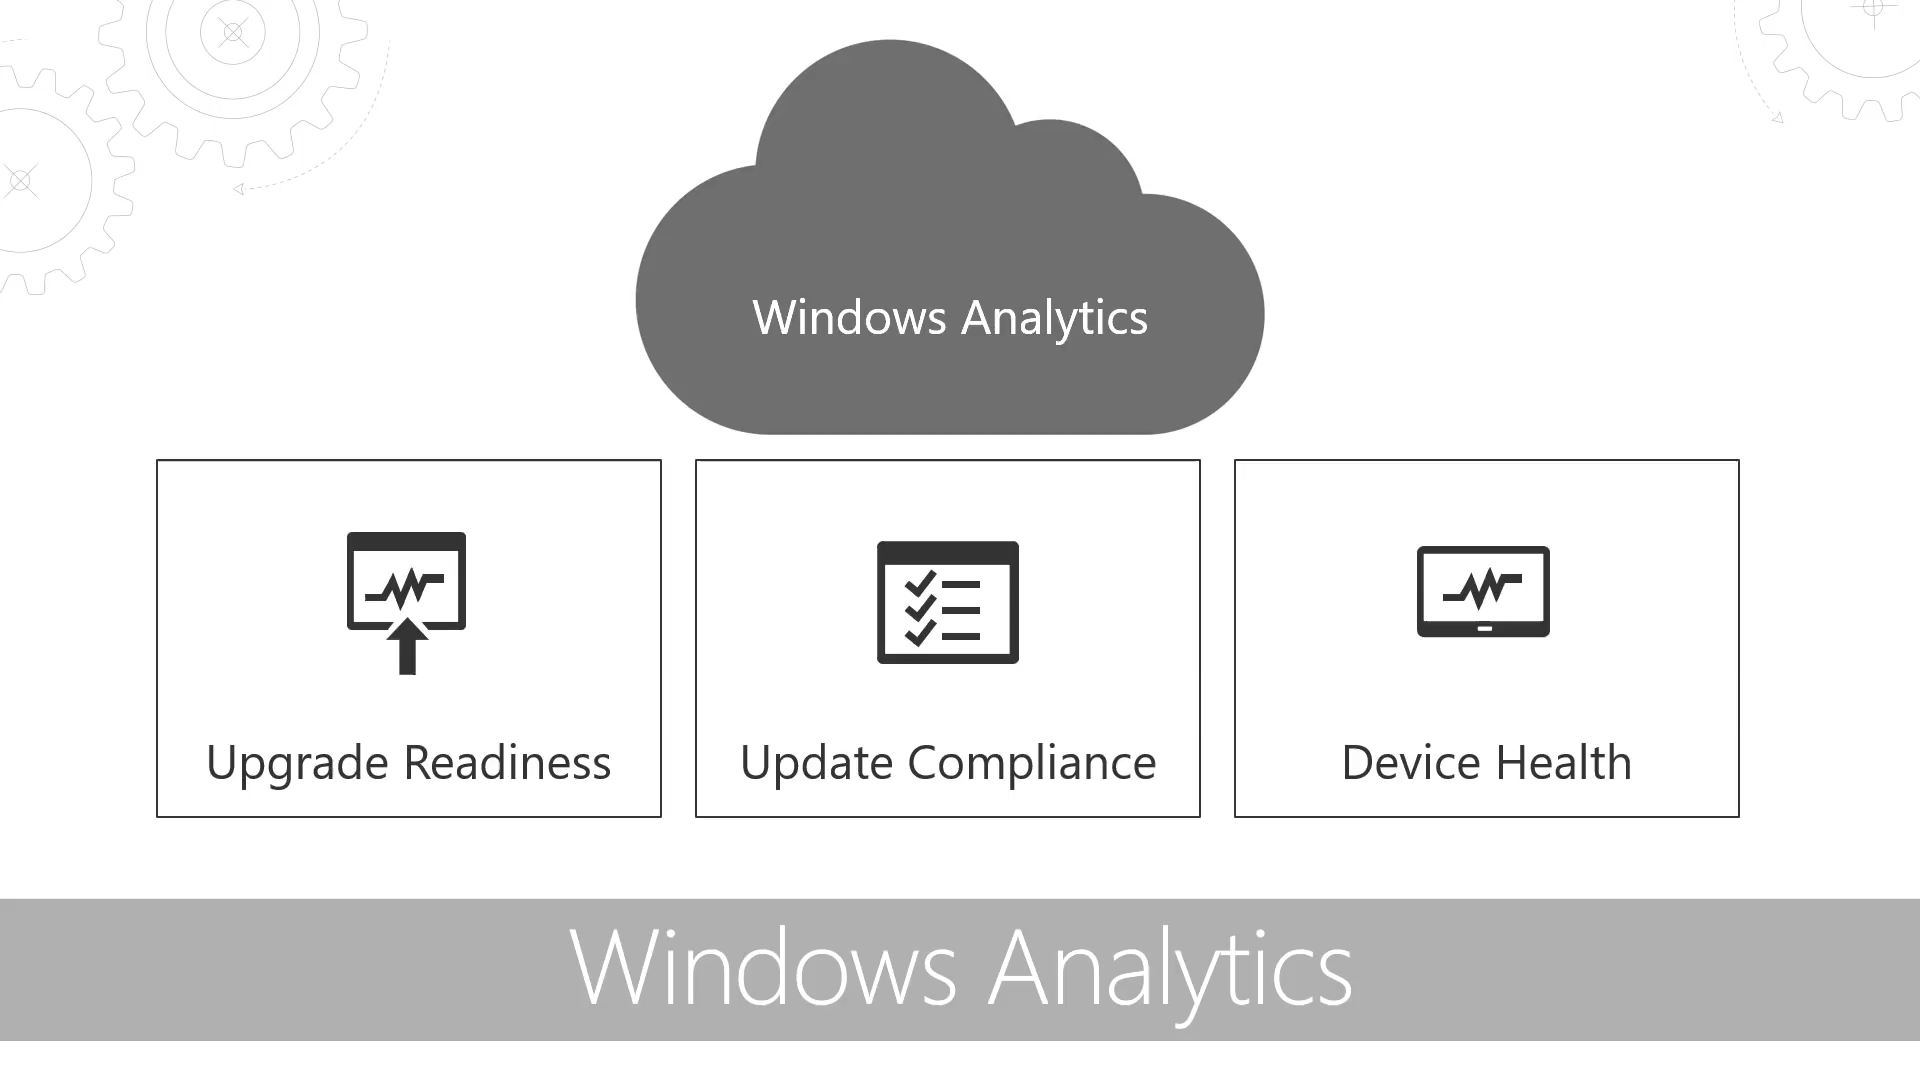 Windows Analytics
Upgrade Readiness
Update Compliance
Device Health
Windows Analytics